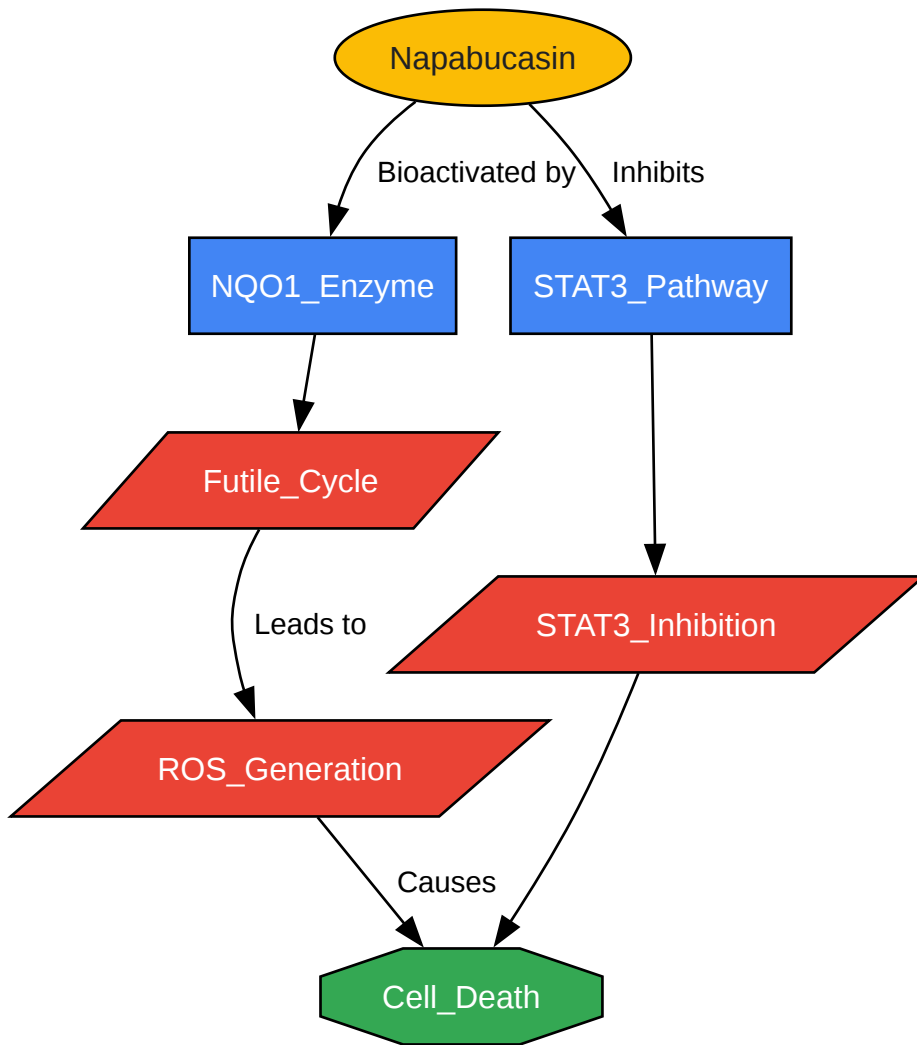 Napabucasin
Bioactivated by
Inhibits
NQO1_Enzyme
STAT3_Pathway
Futile_Cycle
Leads to
STAT3_Inhibition
ROS_Generation
Causes
Cell_Death